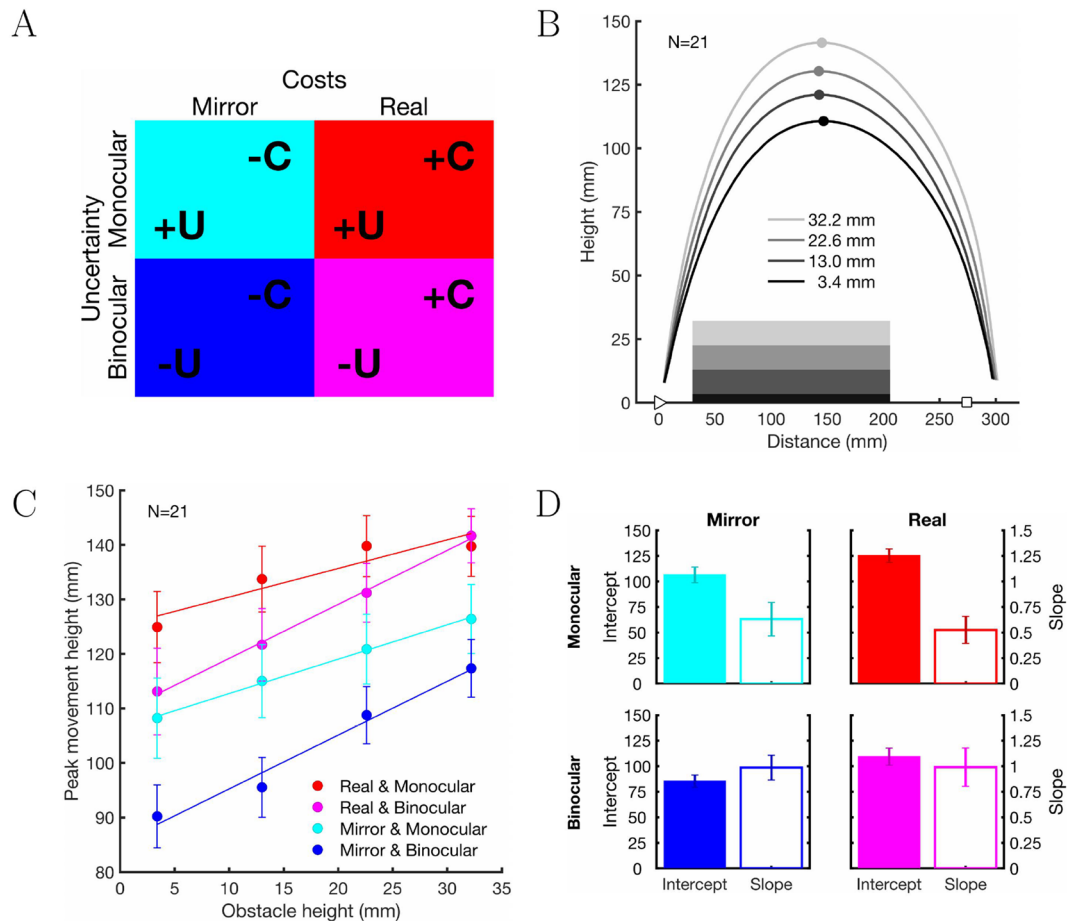 A
Costs
Mirror Real
Uncertainty
Monocular
Binocular
-C
+U
+C
+U
-C
-U
+C
-U
B
N=21
Height (mm)
150
125
100
75
50
25
0
32.2 mm
22.6 mm
13.0 mm
3.4 mm
0 50 100 150 200 250 300
Distance (mm)
C
N=21
Peak movement height (mm)
150
140
130
120
110
100
90
80
Real & Monocular
Real & Binocular
Mirror & Monocular
Mirror & Binocular
0 5 10 15 20 25 30 35
Obstacle height (mm)
D
Mirror Real
Monocular
Intercept
150
125
100
75
50
25
0
1.5
1.25
1
0.75
0.5
0.25
0
Slope
Binocular
Intercept
150
125
100
75
50
25
0
1.5
1.25
1
0.75
0.5
0.25
0
Slope
Intercept Slope Intercept Slope